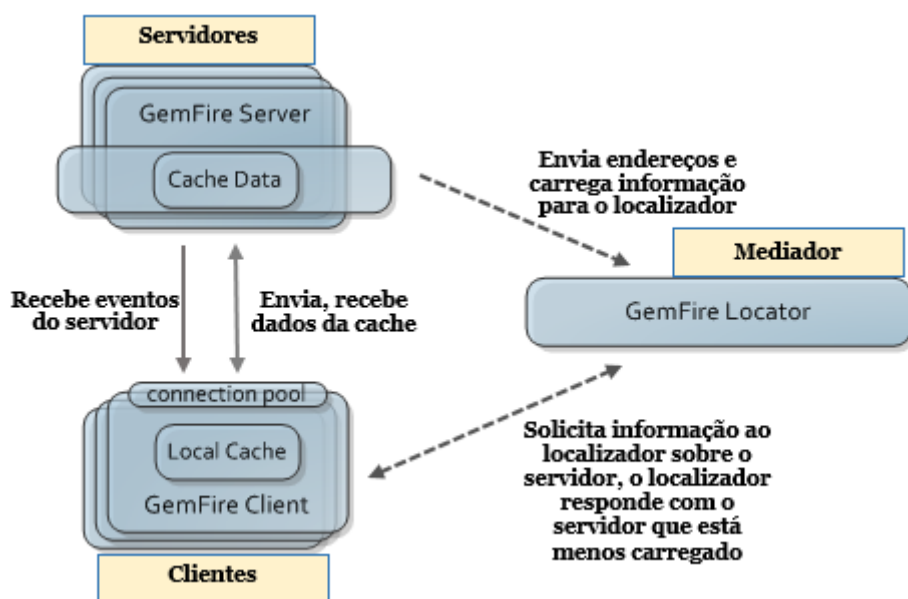 Servidores
GemFire Server
Cache Data
Envia endereços e
carrega informação
para o localizador
Mediador
GemFire Locator
Recebe eventos
do servidor
Envia, recebe
dados da cache
connection pool
Local Cache
GemFire Client
Clientes
Solicita informação ao
localizador sobre o
servidor, o localizador
responde com o
servidor que está
menos carregado